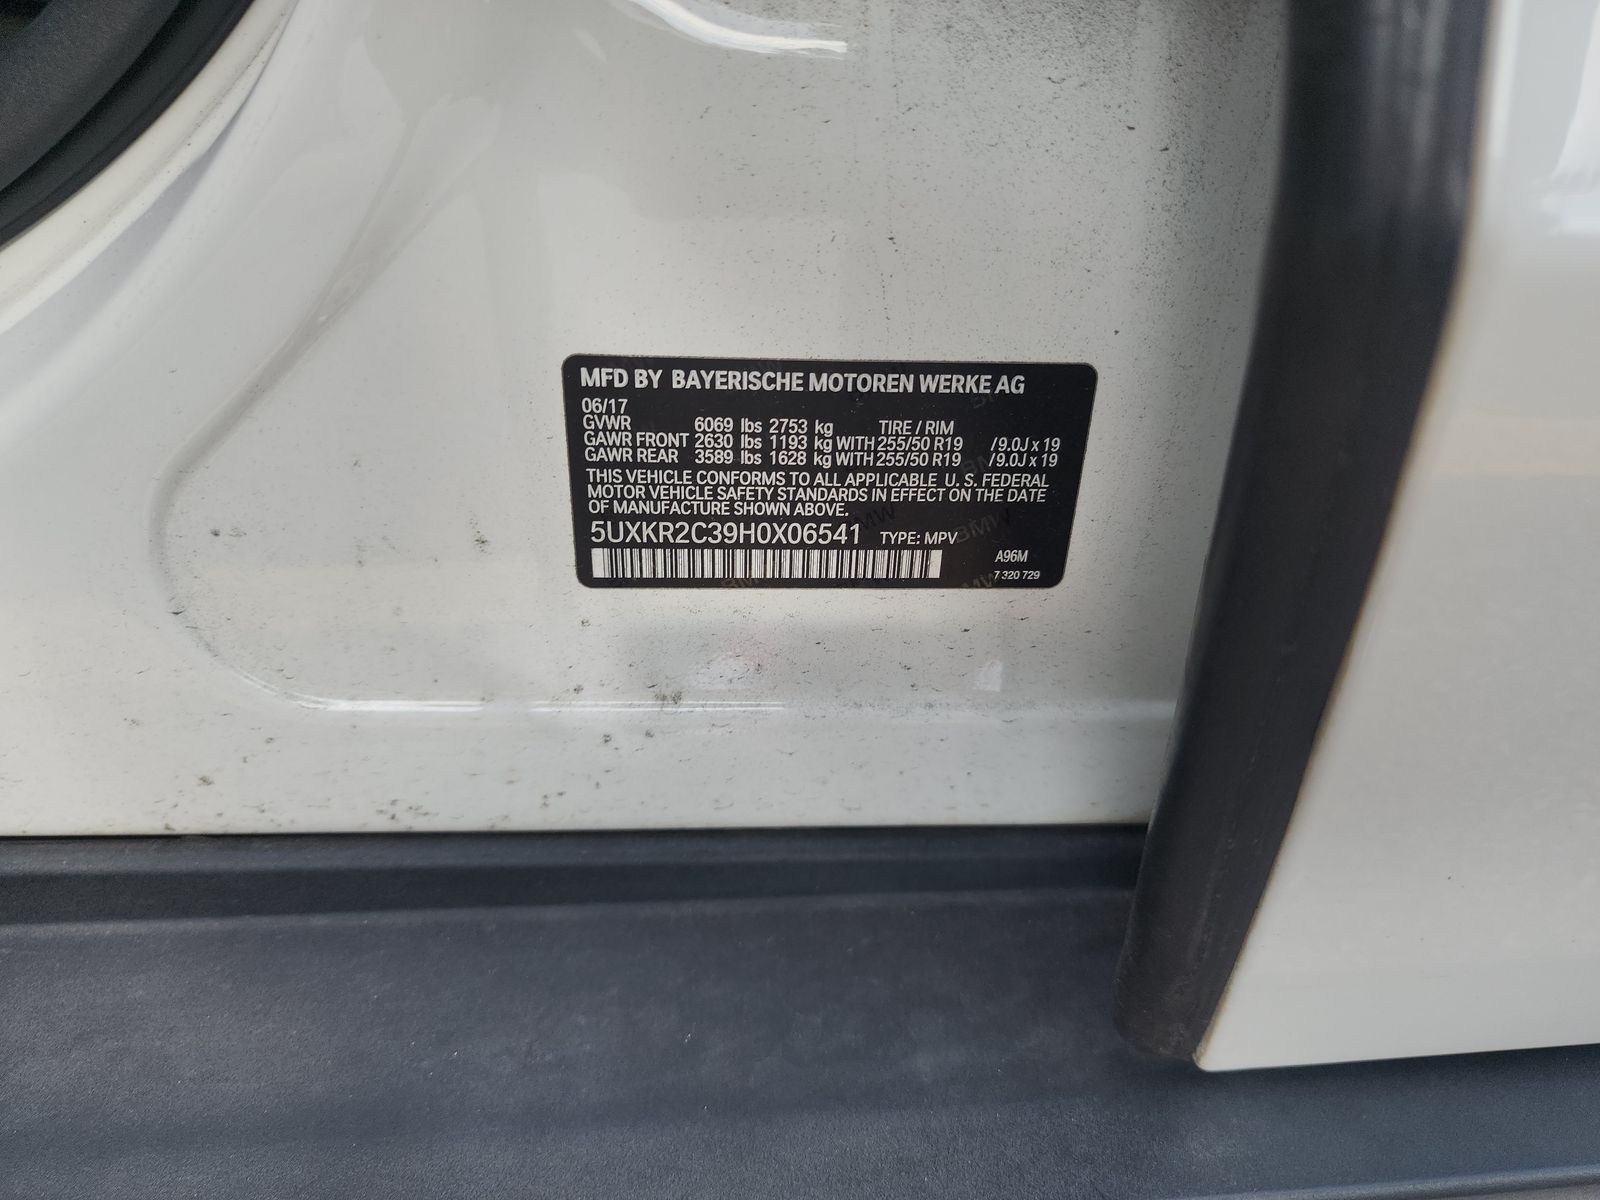 MFD BY BAYERISCHE MOTOREN WERKE AG
06/17
GVWR 6069 lbs 2753 kg TIRE / RIM
GAWR FRONT 2630 lbs 1193 kg WITH 255/50 R19 /9.0J x 19
GAWR REAR 3589 lbs 1628 kg WITH 255/50 R19 /9.0J x 19
THIS VEHICLE CONFORMS TO ALL APPLICABLE U. S. FEDERAL
MOTOR VEHICLE SAFETY STANDARDS IN EFFECT ON THE DATE
OF MANUFACTURE SHOWN ABOVE.
5UXKR2C39H0X06541 TYPE: MPV
A96M
7 320 729